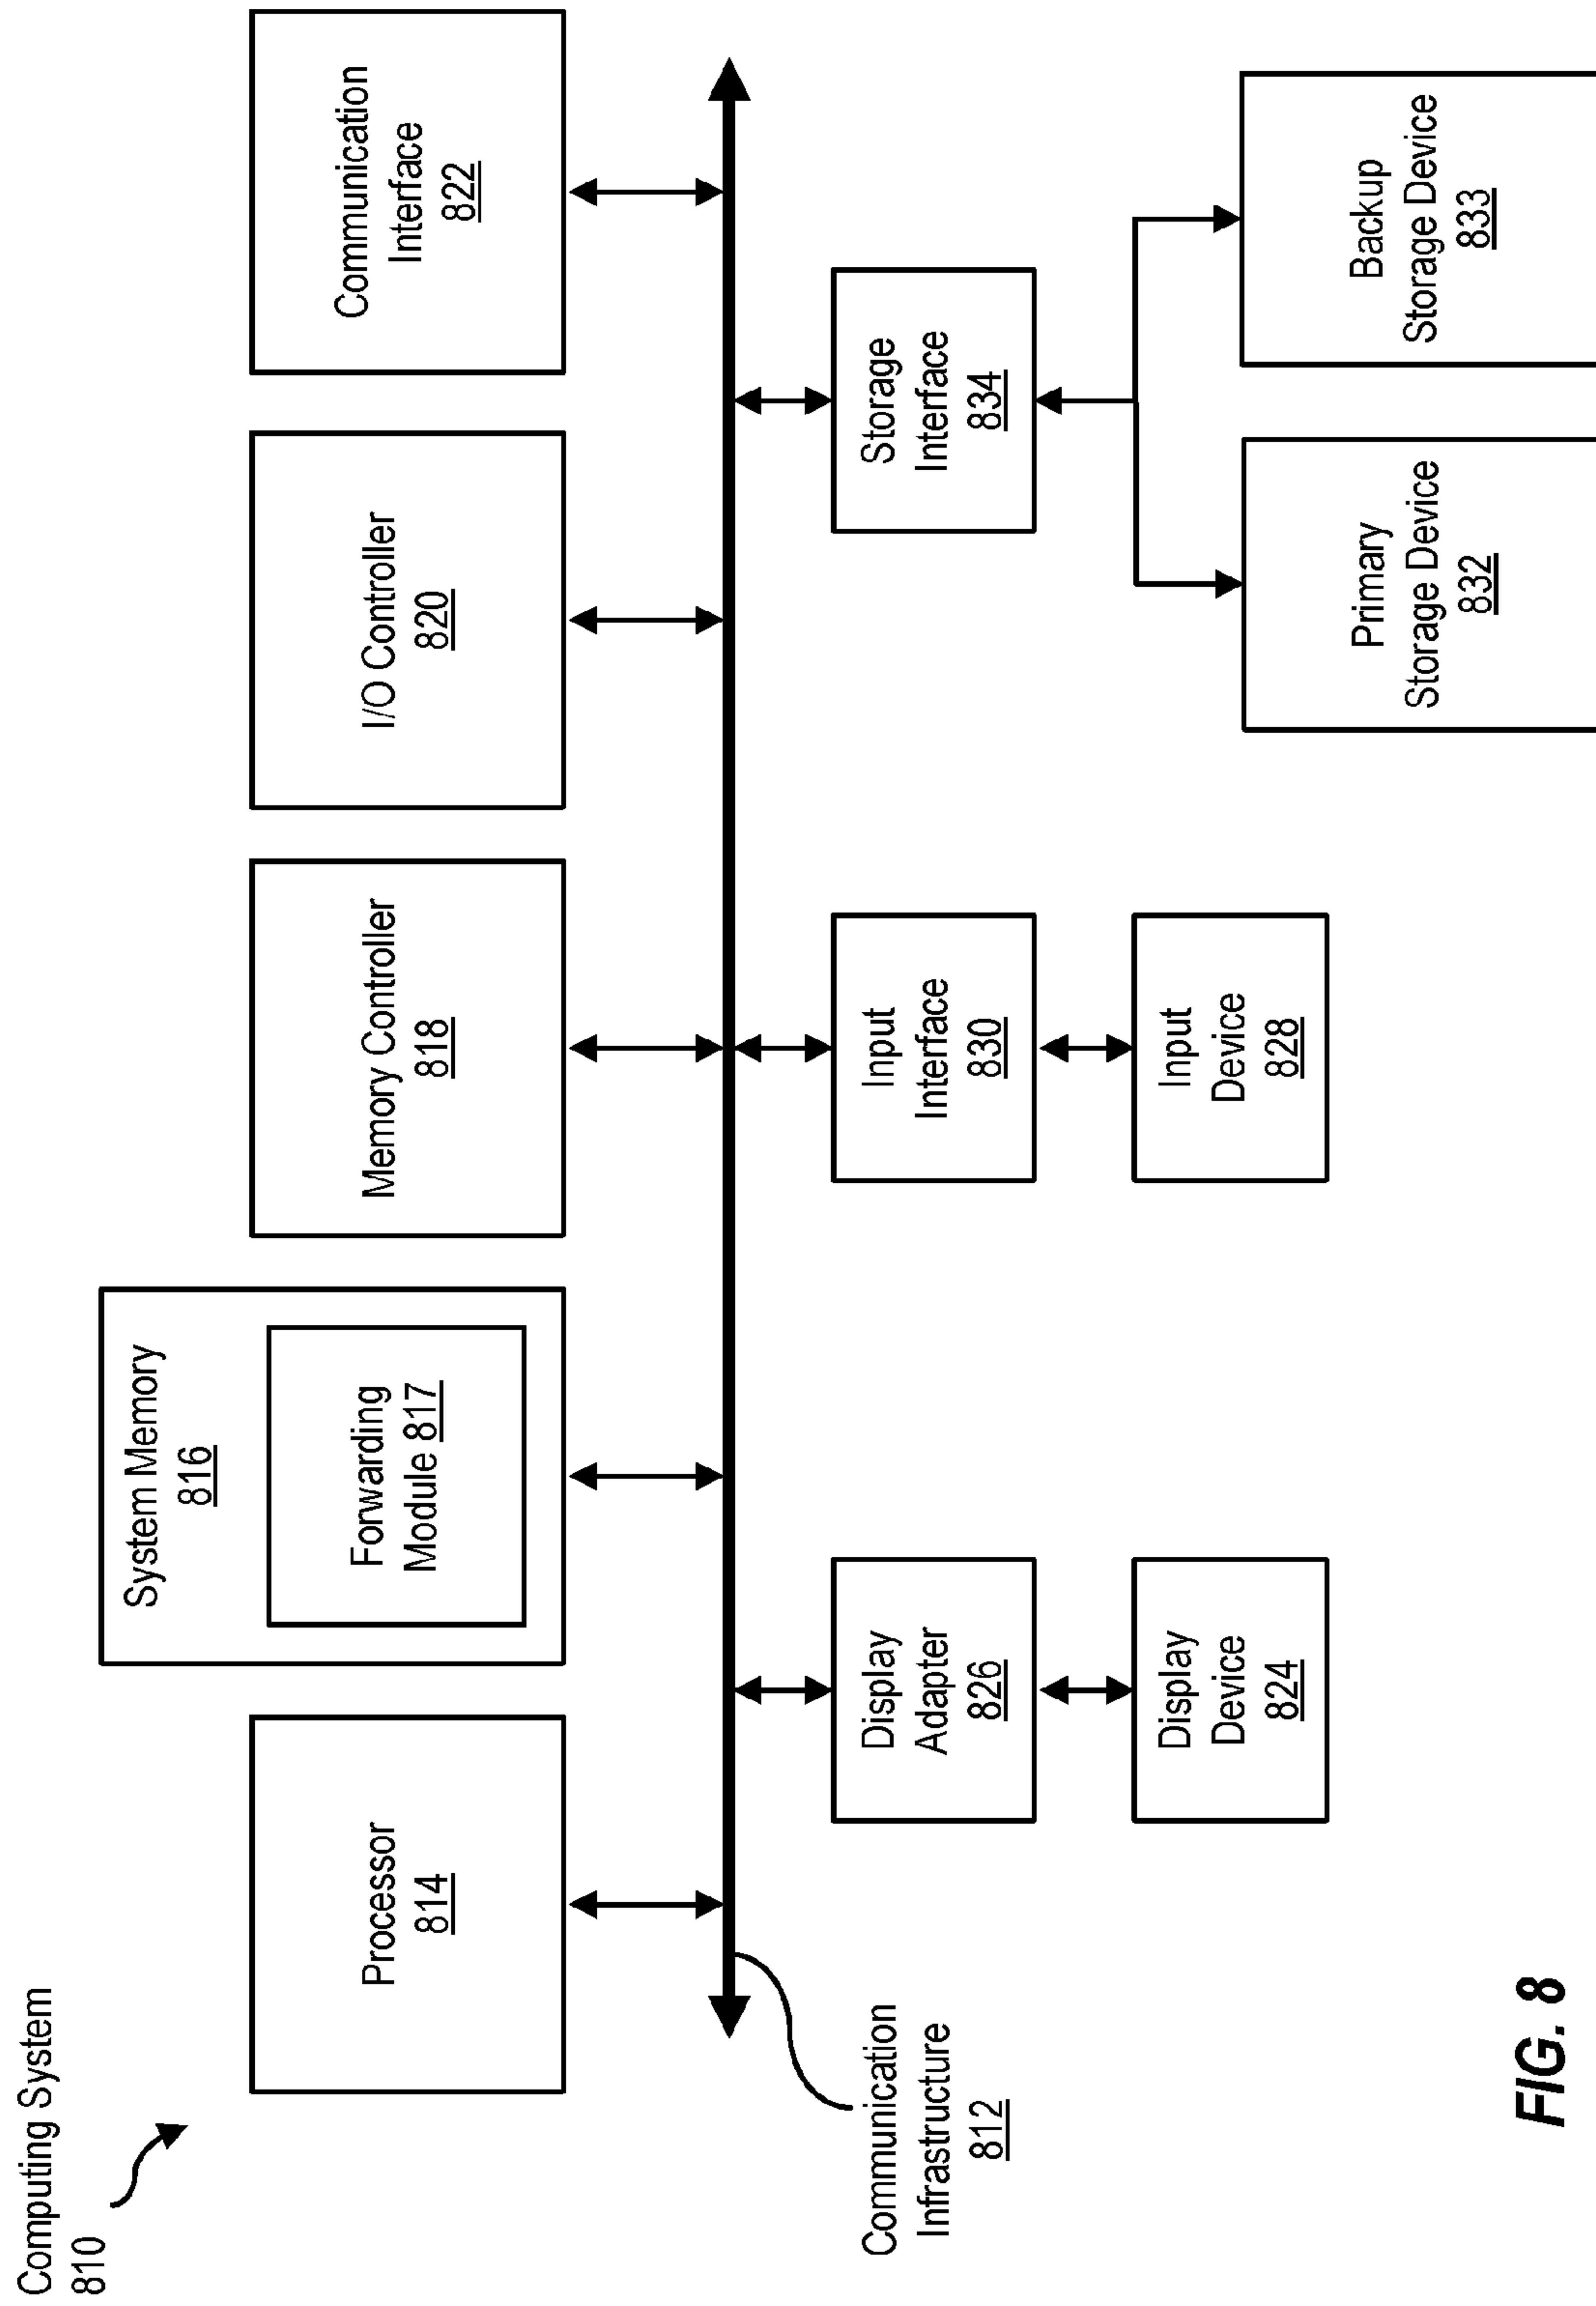 Computing System
810
Processor
814
System Memory
816
Forwarding
Module 817
Memory Controller
818
I/O Controller
820
Communication
Interface
822
Communication
Infrastructure
812
Display
Adapter
826
Input
Interface
830
Storage
Interface
834
Display
Device
824
Input
Device
828
Primary
Storage Device
832
Backup
Storage Device
833
FIG. 8